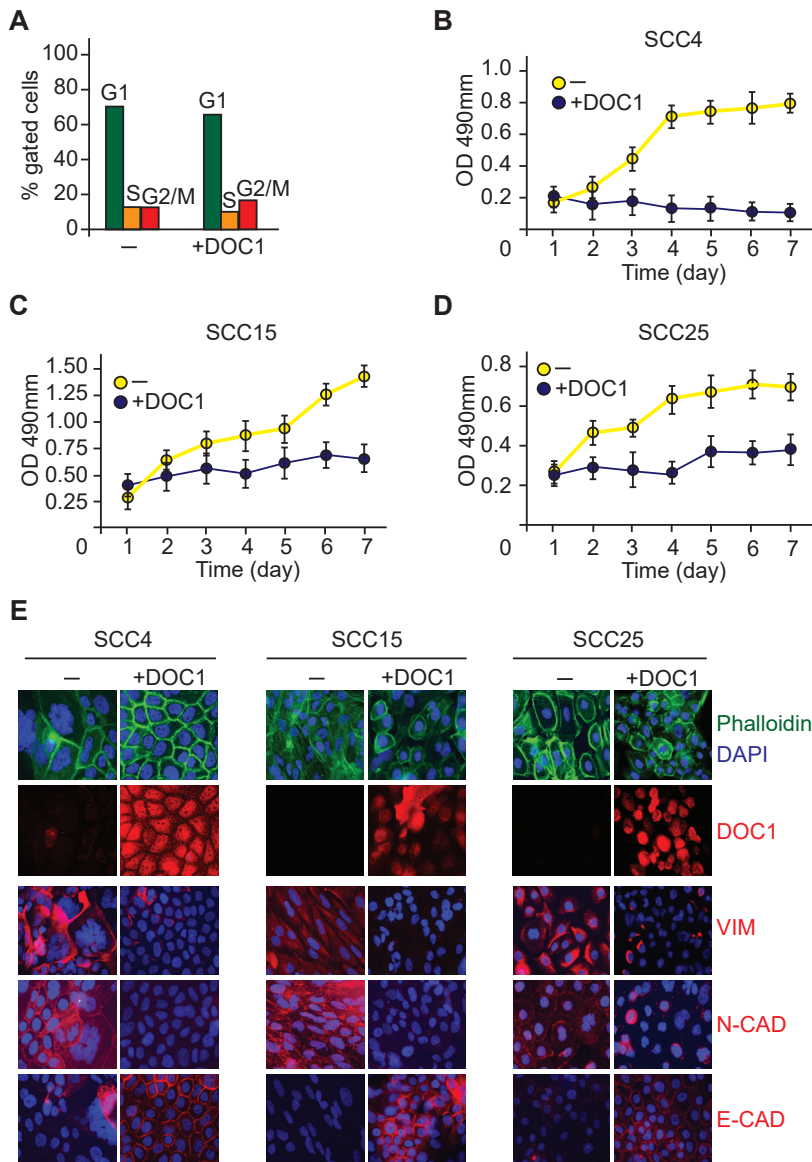 A
% gated cells
100
80
60
40
20
0
G1
S
G2/M
G1
S
G2/M
—
+DOC1
B
SCC4
OD 490mm
1.0
0.8
0.6
0.4
0.2
0
—
+DOC1
1 2 3 4 5 6 7
Time (day)
C
SCC15
OD 490mm
1.50
1.25
1.00
0.75
0.50
0.25
0
—
+DOC1
1 2 3 4 5 6 7
Time (day)
D
SCC25
OD 490mm
0.8
0.6
0.4
0.2
0
—
+DOC1
1 2 3 4 5 6 7
Time (day)
E
SCC4 SCC15 SCC25
— +DOC1 — +DOC1 — +DOC1
Phalloidin
DAPI
DOC1
VIM
N-CAD
E-CAD